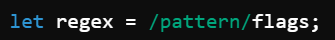 let regex = /pattern/flags;